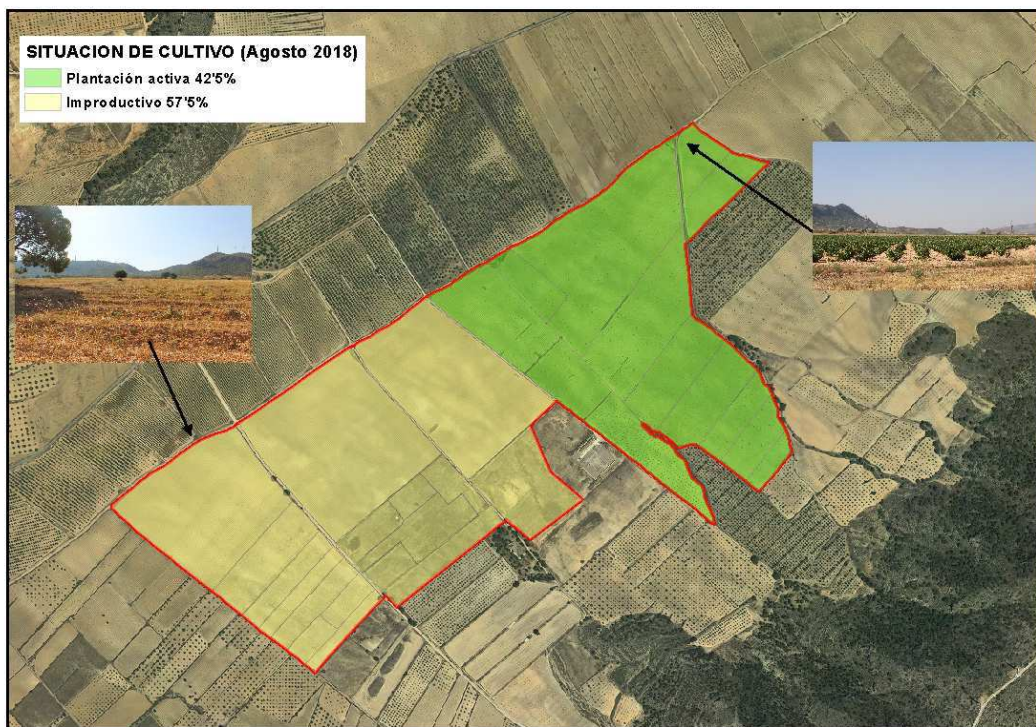 SITUACION DE CULTIVO (Agosto 2018)
Plantación activa 42'5%
Improductivo 57'5%